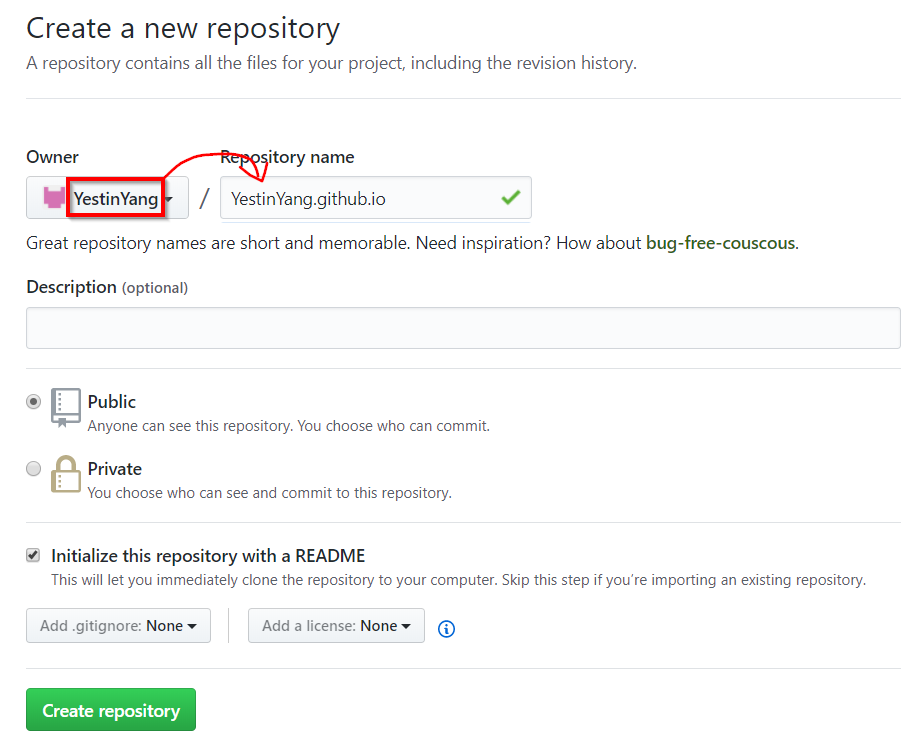 Create a new repository
A repository contains all the files for your project, including the revision history.
Owner
Repository name
YestinYang / YestinYang.github.io
Great repository names are short and memorable. Need inspiration? How about bug-free-couscous.
Description (optional)
Public
Anyone can see this repository. You choose who can commit.
Private
You choose who can see and commit to this repository.
Initialize this repository with a README
This will let you immediately clone the repository to your computer. Skip this step if you’re importing an existing repository.
Add .gitignore: None
Add a license: None
Create repository